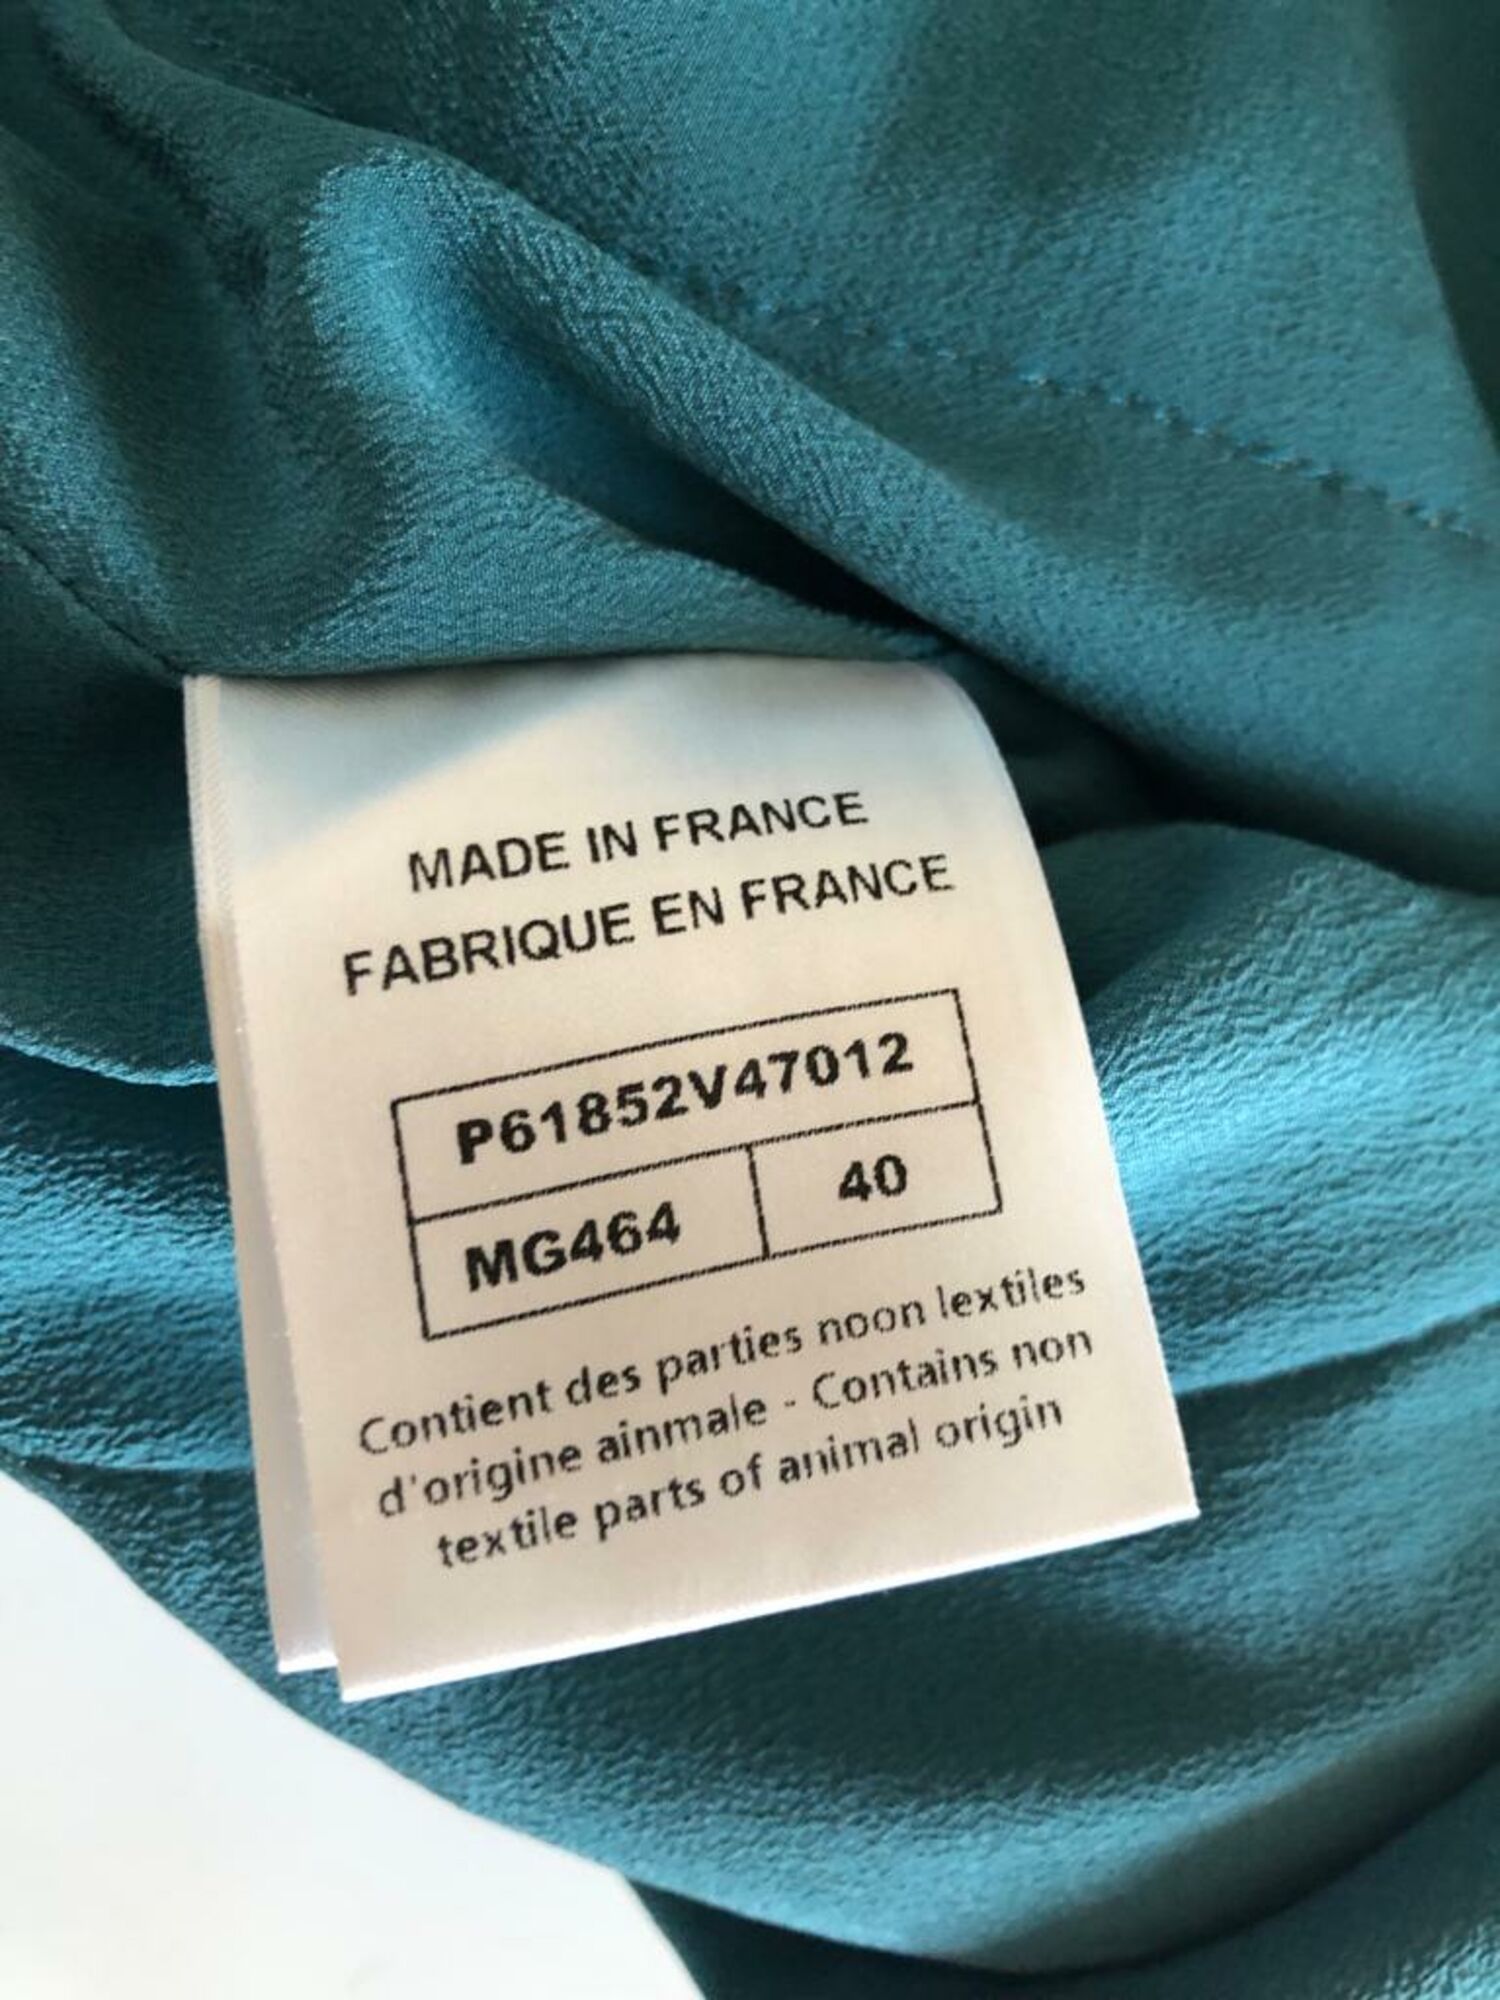 MADE IN FRANCE
FABRIQUE EN FRANCE
P61852V47012
MG464 40
Contient des parties noon lextiles
d'origine ainmale - Contains non
textile parts of animal origin